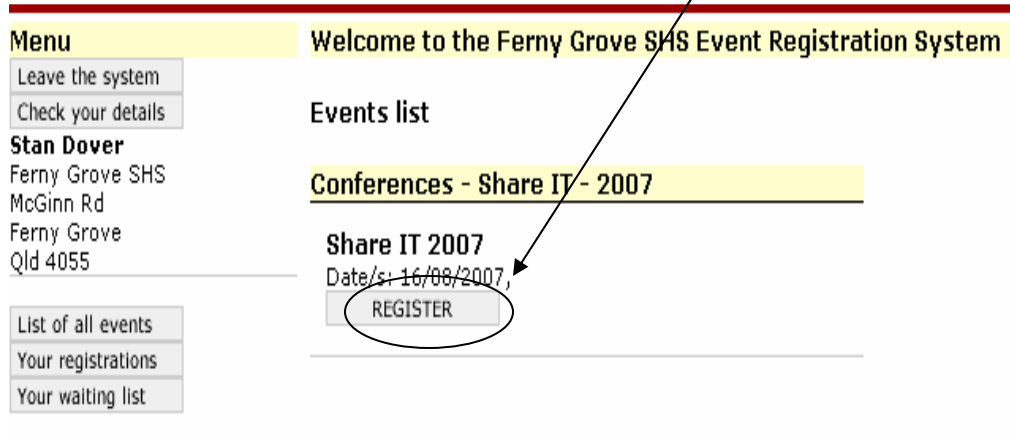 Menu
Leave the system
Check your details
Stan Dover
Ferny Grove SHS
McGinn Rd
Ferny Grove
Qld 4055
List of all events
Your registrations
Your waiting list
Welcome to the Ferny Grove SHS Event Registration System
Events list
Conferences - Share IT - 2007
Share IT 2007
Date/s: 16/08/2007,
REGISTER